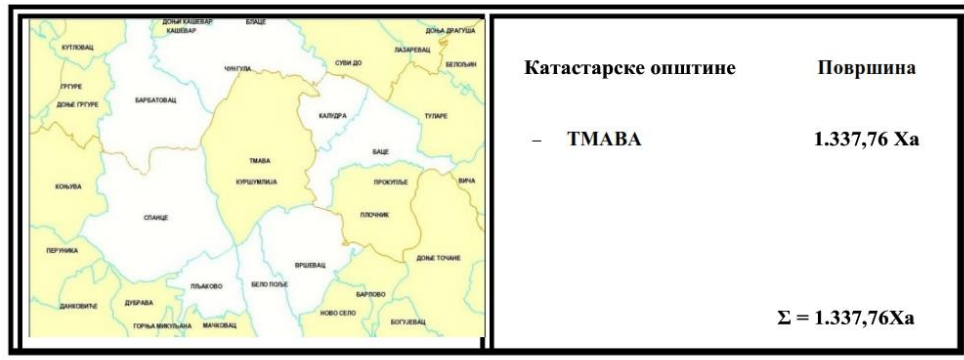 ДОЊИ КАШЕВАР
КАШЕВАР
БЛАЦЕ
ДОЊА ДРАГУША
КУТЛОВАЦ
ЛАЗАРЕВАЦ
БЕЛОЉИН
ЧУНГУЛА
СУВИ ДО
ГРГУРЕ
ДОЊЕ ГРГУРЕ
БАРБАТОВАЦ
КАЛУДРА
ТУЛАРЕ
БАЦЕ
ТМАВА
КУРШУМЛИЈА
ПРОКУПЉЕ
ВИЧА
КОЊУВА
СПАНЦЕ
ПЛОЧНИК
ПЕРУНИКА
ДОЊЕ ТОЧАНЕ
ВРШЕВАЦ
ПЉАКОВО
БЕЛО ПОЉЕ
ДАНКОВИЋЕ
ДУБРАВА
БАРЛОВО
ГОРЊА МИКУЉАНА
МАЧКОВАЦ
НОВО СЕЛО
БОГУЈЕВАЦ
Катастарске општине Површина
– ТМАВА 1.337,76 Ха
Σ = 1.337,76Ха